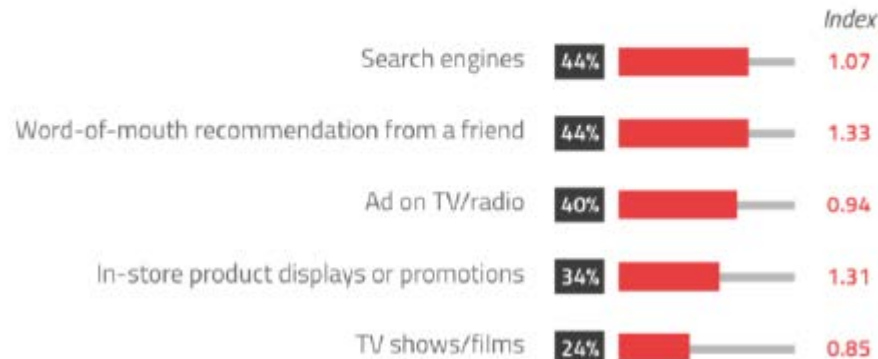 Index
Search engines 44% 1.07
Word-of-mouth recommendation from a friend 44% 1.33
Ad on TV/radio 40% 0.94
In-store product displays or promotions 34% 1.31
TV shows/films 24% 0.85